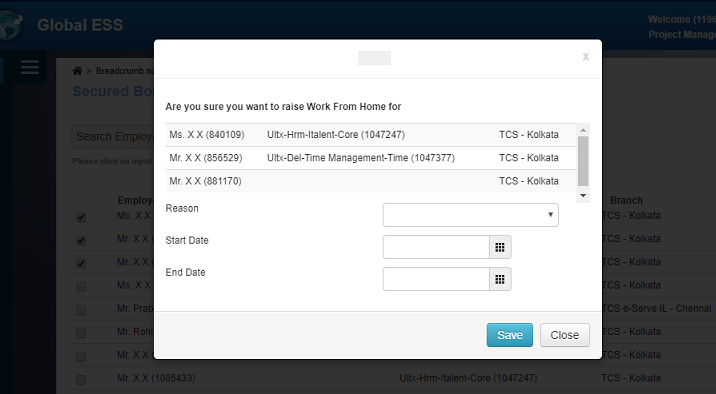 Global ESS
Welcome (1198
Project Manag
> Breadcrumb no
Secured Bo
x
Are you sure you want to raise Work From Home for
Ms. X X (840109) Ultx-Hrm-Italent-Core (1047247) TCS - Kolkata
Mr. X X (856529) Ultx-Del-Time Management-Time (1047377) TCS - Kolkata
Mr. X X (881170) TCS - Kolkata
Search Employ
Please click on input
Reason
Start Date
End Date
Save
Close
Employ Branch
Ms. X X TCS - Kolkata
Mr. X X TCS - Kolkata
Mr. X X TCS - Kolkata
Ms. X X TCS - Kolkata
Mr. Prab TCS e-Serve IL - Chennai
Mr. Rohi TCS - Kolkata
Mr. X X TCS - Kolkata
Mr. X X (1085433) Ultx-Hrm-Italent-Core (1047247) TCS - Kolkata